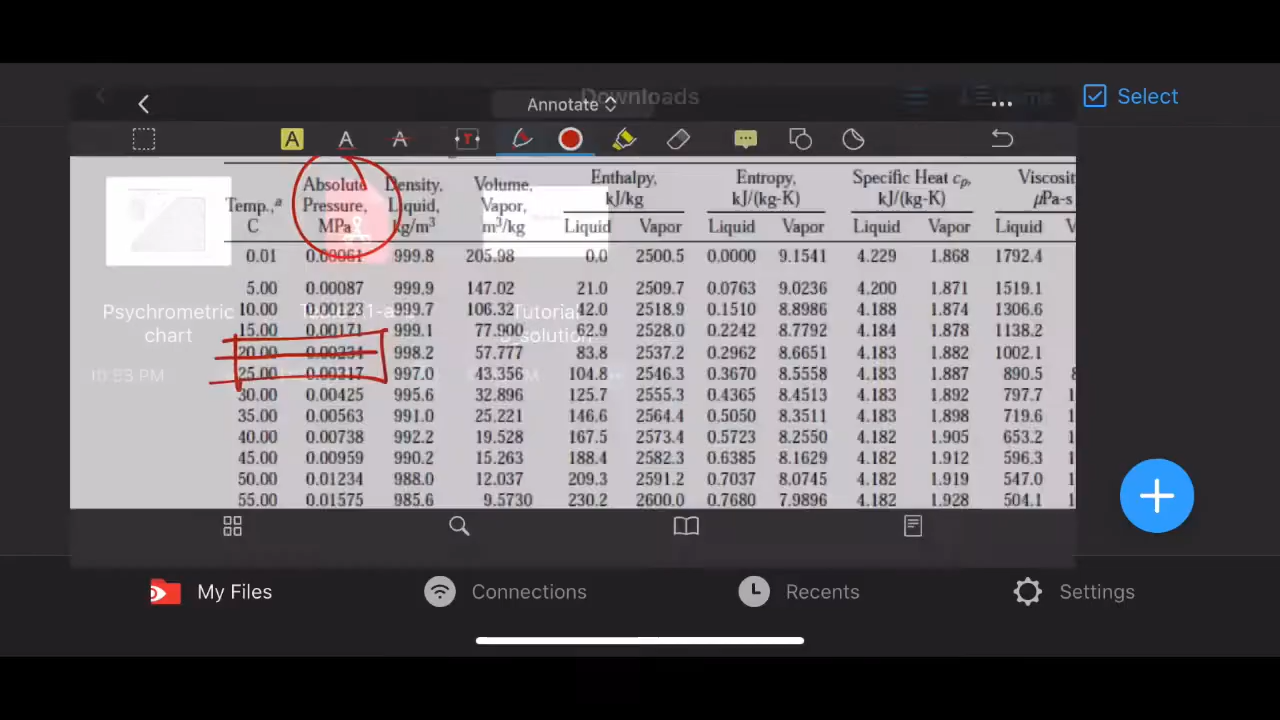 Downloads
Select
Annotate
A A A
Absolute Density, Volume, Enthalpy, Entropy, Specific Heat cp, Viscosit
Temp.,a Pressure, Liquid, Vapor, kJ/kg kJ/(kg-K) kJ/(kg-K) μPa-s
C MPa kg/m³ m³/kg Liquid Vapor Liquid Vapor Liquid Vapor Liquid V
0.01 0.00061 999.8 205.98 0.0 2500.5 0.0000 9.1541 4.229 1.868 1792.4
5.00 0.00087 999.9 147.02 21.0 2509.7 0.0763 9.0236 4.200 1.871 1519.1
10.00 0.00123 999.7 106.32 42.0 2518.9 0.1510 8.8986 4.188 1.874 1306.6
15.00 0.00171 999.1 77.900 62.9 2528.0 0.2242 8.7792 4.184 1.878 1138.2
20.00 0.00234 998.2 57.777 83.8 2537.2 0.2962 8.6651 4.183 1.882 1002.1
25.00 0.00317 997.0 43.356 104.8 2546.3 0.3670 8.5558 4.183 1.887 890.5
30.00 0.00425 995.6 32.896 125.7 2555.3 0.4365 8.4513 4.183 1.892 797.7
35.00 0.00563 991.0 25.221 146.6 2564.4 0.5050 8.3511 4.183 1.898 719.6
40.00 0.00738 992.2 19.528 167.5 2573.4 0.5723 8.2550 4.182 1.905 653.2
45.00 0.00959 990.2 15.263 188.4 2582.3 0.6385 8.1629 4.182 1.912 596.3
50.00 0.01234 988.0 12.037 209.3 2591.2 0.7037 8.0745 4.182 1.919 547.0
55.00 0.01575 985.6 9.5730 230.2 2600.0 0.7680 7.9896 4.182 1.928 504.1
Psychrometric
chart
10:53 PM
Tutorial
solution
My Files
Connections
Recents
Settings